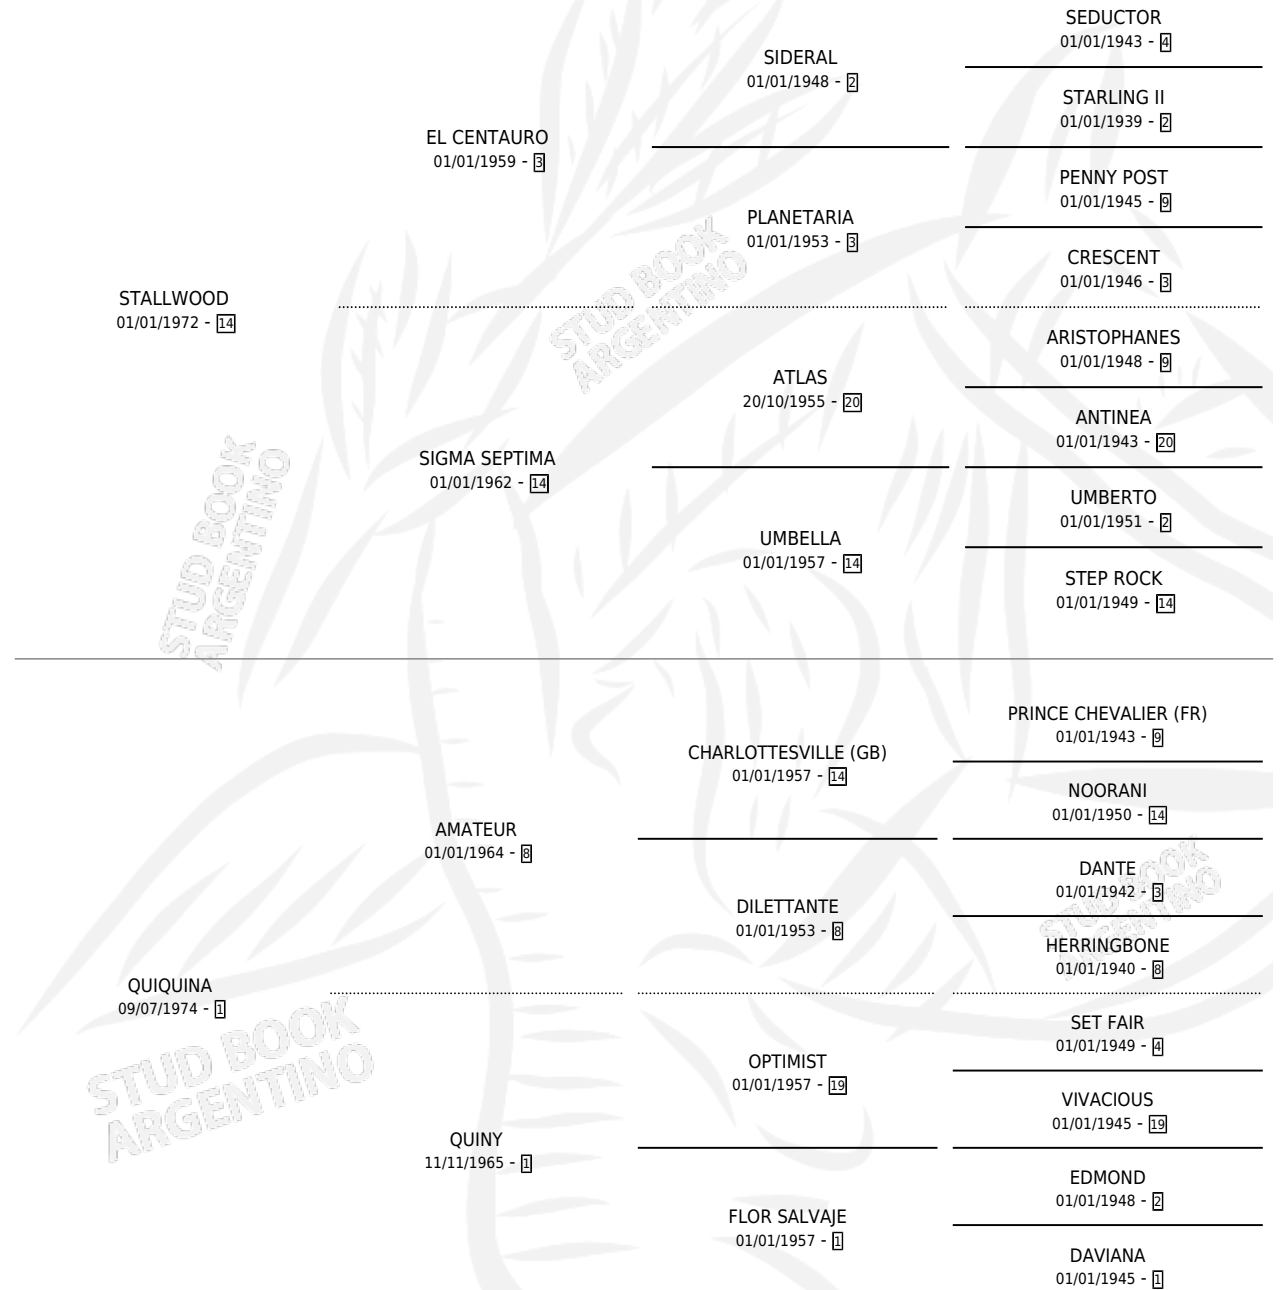 SEDUCTOR
01/01/1943 - 4
SIDERAL
01/01/1948 - 2
STARLING II
01/01/1939 - 2
EL CENTAURO
01/01/1959 - 3
PENNY POST
01/01/1945 - 9
PLANETARIA
01/01/1953 - 3
CRESCENT
01/01/1946 - 3
STALLWOOD
01/01/1972 - 14
STUD BOOK
ARGENTINO
ARISTOPHANES
01/01/1948 - 9
ATLAS
20/10/1955 - 20
ANTINEA
01/01/1943 - 20
SIGMA SEPTIMA
01/01/1962 - 14
UMBERTO
01/01/1951 - 2
UMBELLA
01/01/1957 - 14
STEP ROCK
01/01/1949 - 14
STUD BOOK
ARGENTINO
PRINCE CHEVALIER (FR)
01/01/1943 - 9
CHARLOTTESVILLE (GB)
01/01/1957 - 14
NOORANI
01/01/1950 - 14
AMATEUR
01/01/1964 - 8
DANTE
01/01/1942 - 3
DILETTANTE
01/01/1953 - 8
HERRINGBONE
01/01/1940 - 8
STUD BOOK
ARGENTINO
QUIQUINA
09/07/1974 - 1
SET FAIR
01/01/1949 - 4
OPTIMIST
01/01/1957 - 19
VIVACIOUS
01/01/1945 - 19
STUD BOOK
ARGENTINO
QUINY
11/11/1965 - 1
EDMOND
01/01/1948 - 2
FLOR SALVAJE
01/01/1957 - 1
DAVIANA
01/01/1945 - 1